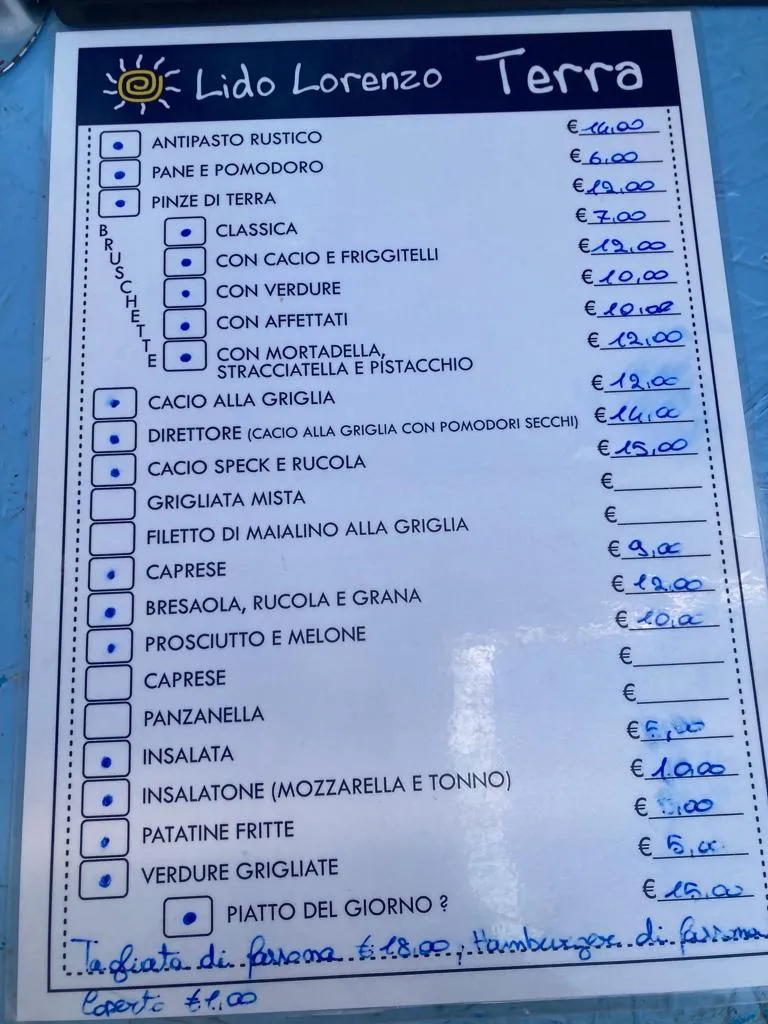 Lido Lorenzo Terra
ANTIPASTO RUSTICO € 14,00
PANE E POMODORO € 6,00
PINZE DI TERRA € 12,00
BRUSCHETTE
CLASSICA € 7,00
CON CACIO E FRIGGITELLI € 12,00
CON VERDURE € 10,00
CON AFFETTATI € 10,00
CON MORTADELLA, € 12,00
STRACCIATELLA E PISTACCHIO
CACIO ALLA GRIGLIA € 12,00
DIRETTORE (CACIO ALLA GRIGLIA CON POMODORI SECCHI) € 14,00
CACIO SPECK E RUCOLA € 15,00
GRIGLIATA MISTA €
FILETTO DI MAIALINO ALLA GRIGLIA €
CAPRESE € 9,00
BRESAOLA, RUCOLA E GRANA € 12,00
PROSCIUTTO E MELONE € 10,00
CAPRESE €
PANZANELLA €
INSALATA € 5,00
INSALATONE (MOZZARELLA E TONNO) € 10,00
PATATINE FRITTE €
VERDURE GRIGLIATE € 5,00
PIATTO DEL GIORNO ? € 15,00
Tagliata di fassona € 18,00, Hamburger di fassona
Coperto € 1,00